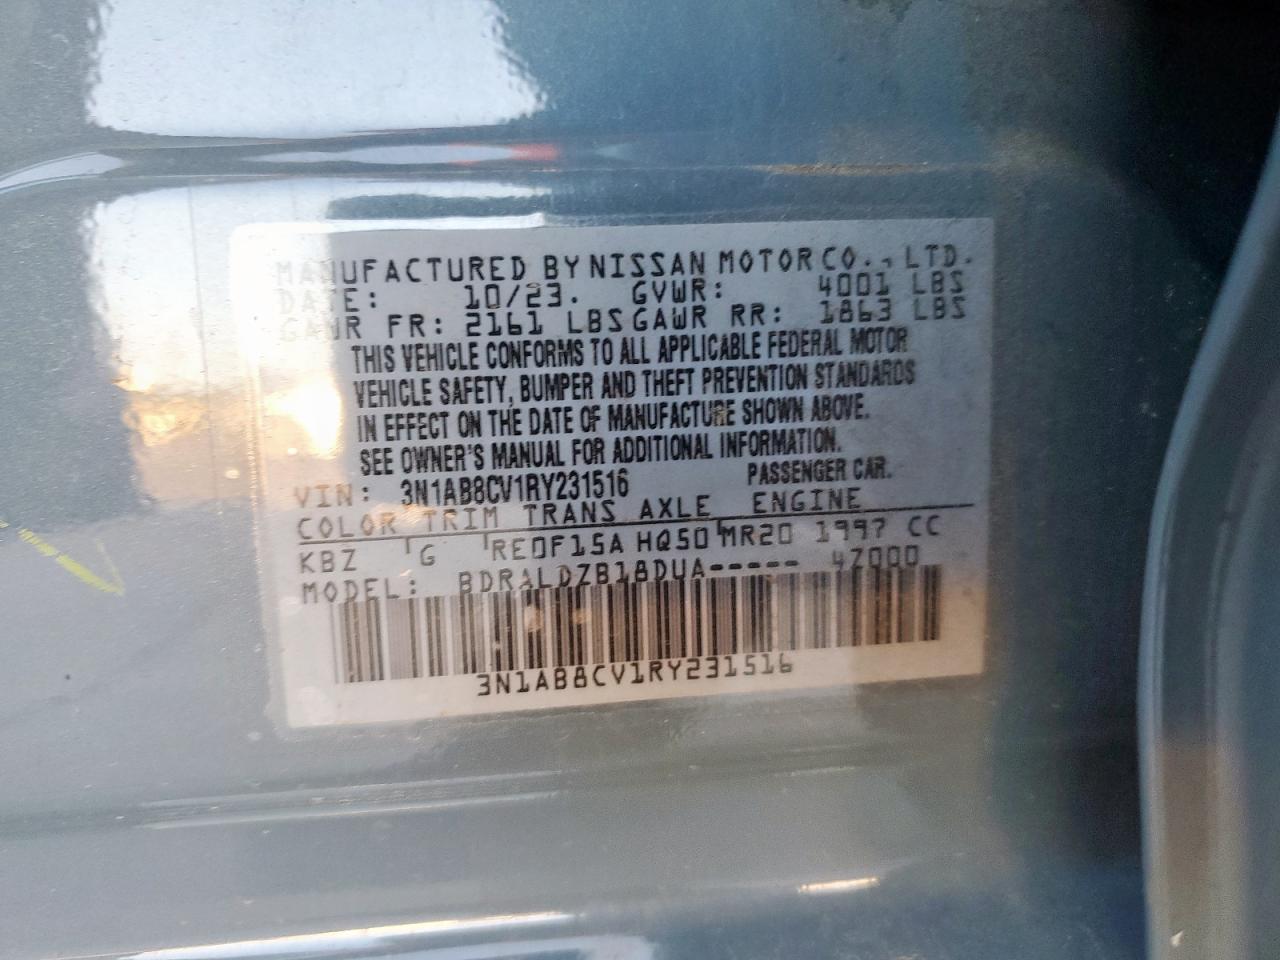 MANUFACTURED BY NISSAN MOTOR CO., LTD.
DATE: 10/23. GVWR: 4001 LBS
GAWR FR: 2161 LBS GAWR RR: 1863 LBS
THIS VEHICLE CONFORMS TO ALL APPLICABLE FEDERAL MOTOR
VEHICLE SAFETY, BUMPER AND THEFT PREVENTION STANDARDS
IN EFFECT ON THE DATE OF MANUFACTURE SHOWN ABOVE.
SEE OWNER'S MANUAL FOR ADDITIONAL INFORMATION.
VIN: 3N1AB8CV1RY231516 PASSENGER CAR.
COLOR TRIM TRANS AXLE ENGINE
KBZ G RE0F15A HQ50 MR20 1997 CC
MODEL: BDRALDZB18DUA----- 4Z000
3N1AB8CV1RY231516